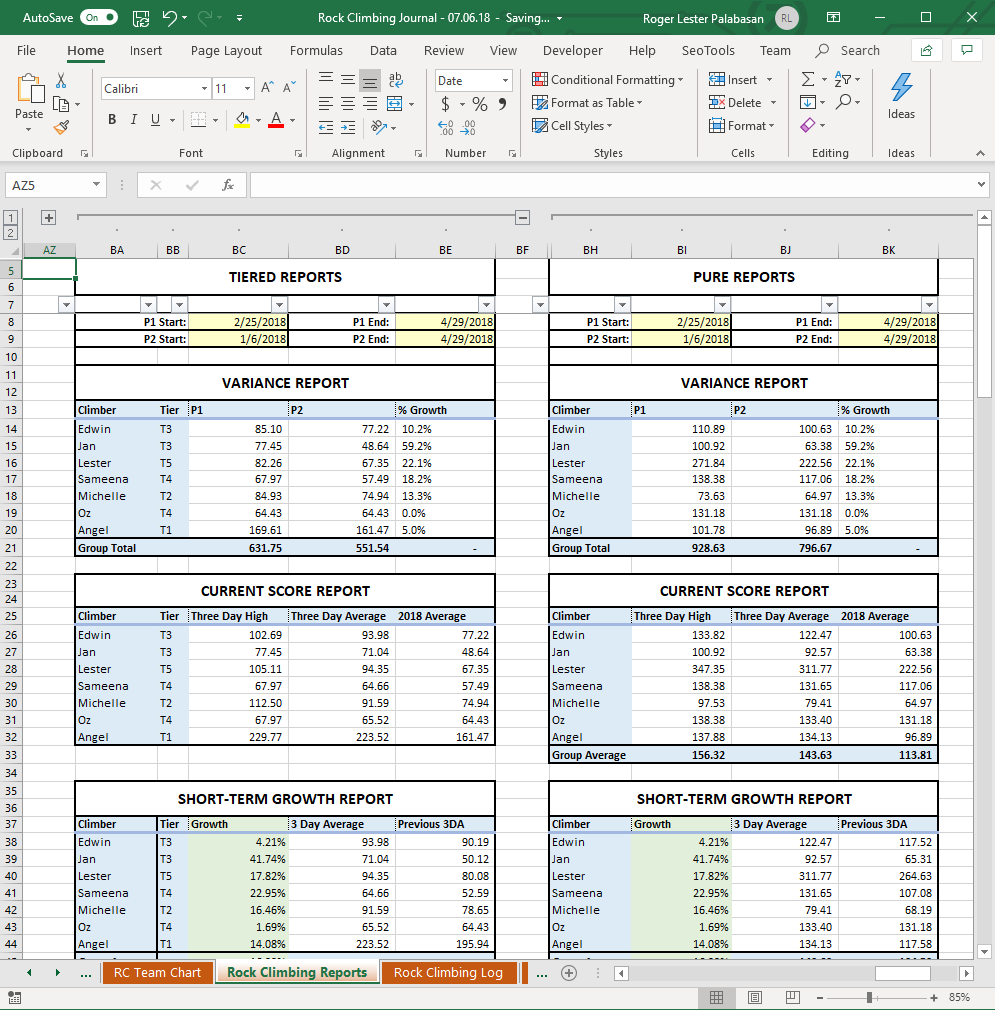 AutoSave On Rock Climbing Journal - 07.06.18 - Saving... Roger Lester Palabasan RL
File Home Insert Page Layout Formulas Data Review View Developer Help SeoTools Team Search
Paste Calibri 11 A A ab c Date Conditional Formatting Insert Σ A Z
$ % , Format as Table Delete Ideas
B I U A .00 .0 Cell Styles Format
Clipboard Font Alignment Number Styles Cells Editing Ideas
AZ5 fx
1 2
AZ BA BB BC BD BE BF BH BI BJ BK
5 TIERED REPORTS PURE REPORTS
6
7
8 P1 Start: 2/25/2018 P1 End: 4/29/2018 P1 Start: 2/25/2018 P1 End: 4/29/2018
9 P2 Start: 1/6/2018 P2 End: 4/29/2018 P2 Start: 1/6/2018 P2 End: 4/29/2018
10
11 VARIANCE REPORT VARIANCE REPORT
12
13 Climber Tier P1 P2 % Growth Climber P1 P2 % Growth
14 Edwin T3 85.10 77.22 10.2% Edwin 110.89 100.63 10.2%
15 Jan T3 77.45 48.64 59.2% Jan 100.92 63.38 59.2%
16 Lester T5 82.26 67.35 22.1% Lester 271.84 222.56 22.1%
17 Sameena T4 67.97 57.49 18.2% Sameena 138.38 117.06 18.2%
18 Michelle T2 84.93 74.94 13.3% Michelle 73.63 64.97 13.3%
19 Oz T4 64.43 64.43 0.0% Oz 131.18 131.18 0.0%
20 Angel T1 169.61 161.47 5.0% Angel 101.78 96.89 5.0%
21 Group Total 631.75 551.54 - Group Total 928.63 796.67 -
22
23 CURRENT SCORE REPORT CURRENT SCORE REPORT
24
25 Climber Tier Three Day High Three Day Average 2018 Average Climber Three Day High Three Day Average 2018 Average
26 Edwin T3 102.69 93.98 77.22 Edwin 133.82 122.47 100.63
27 Jan T3 77.45 71.04 48.64 Jan 100.92 92.57 63.38
28 Lester T5 105.11 94.35 67.35 Lester 347.35 311.77 222.56
29 Sameena T4 67.97 64.66 57.49 Sameena 138.38 131.65 117.06
30 Michelle T2 112.50 91.59 74.94 Michelle 97.53 79.41 64.97
31 Oz T4 67.97 65.52 64.43 Oz 138.38 133.40 131.18
32 Angel T1 229.77 223.52 161.47 Angel 137.88 134.13 96.89
33 Group Average 156.32 143.63 113.81
34
35 SHORT-TERM GROWTH REPORT SHORT-TERM GROWTH REPORT
36
37 Climber Tier Growth 3 Day Average Previous 3DA Climber Growth 3 Day Average Previous 3DA
38 Edwin T3 4.21% 93.98 90.19 Edwin 4.21% 122.47 117.52
39 Jan T3 41.74% 71.04 50.12 Jan 41.74% 92.57 65.31
40 Lester T5 17.82% 94.35 80.08 Lester 17.82% 311.77 264.63
41 Sameena T4 22.95% 64.66 52.59 Sameena 22.95% 131.65 107.08
42 Michelle T2 16.46% 91.59 78.65 Michelle 16.46% 79.41 68.19
43 Oz T4 1.69% 65.52 64.43 Oz 1.69% 133.40 131.18
44 Angel T1 14.08% 223.52 195.94 Angel 14.08% 134.13 117.58
... RC Team Chart Rock Climbing Reports Rock Climbing Log ...
85%